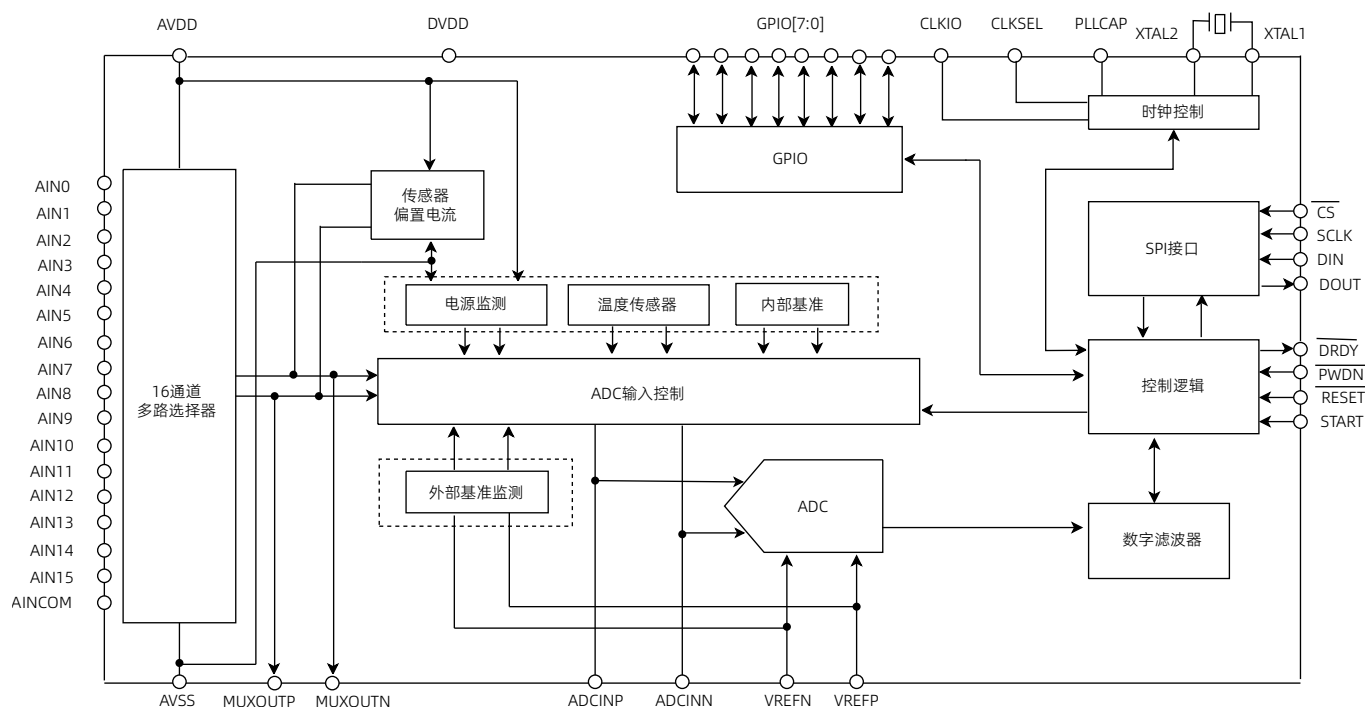 AVDD
DVDD
GPIO[7:0]
CLKIO
CLKSEL
PLLCAP
XTAL2
XTAL1
时钟控制
GPIO
传感器
偏置电流
AIN0
AIN1
AIN2
AIN3
AIN4
AIN5
AIN6
AIN7
AIN8
AIN9
AIN10
AIN11
AIN12
AIN13
AIN14
AIN15
AINCOM
16通道
多路选择器
SPI接口
CS
SCLK
DIN
DOUT
电源监测
温度传感器
内部基准
ADC输入控制
控制逻辑
DRDY
PWDN
RESET
START
外部基准监测
ADC
数字滤波器
AVSS
MUXOUTP
MUXOUTN
ADCINP
ADCINN
VREFN
VREFP